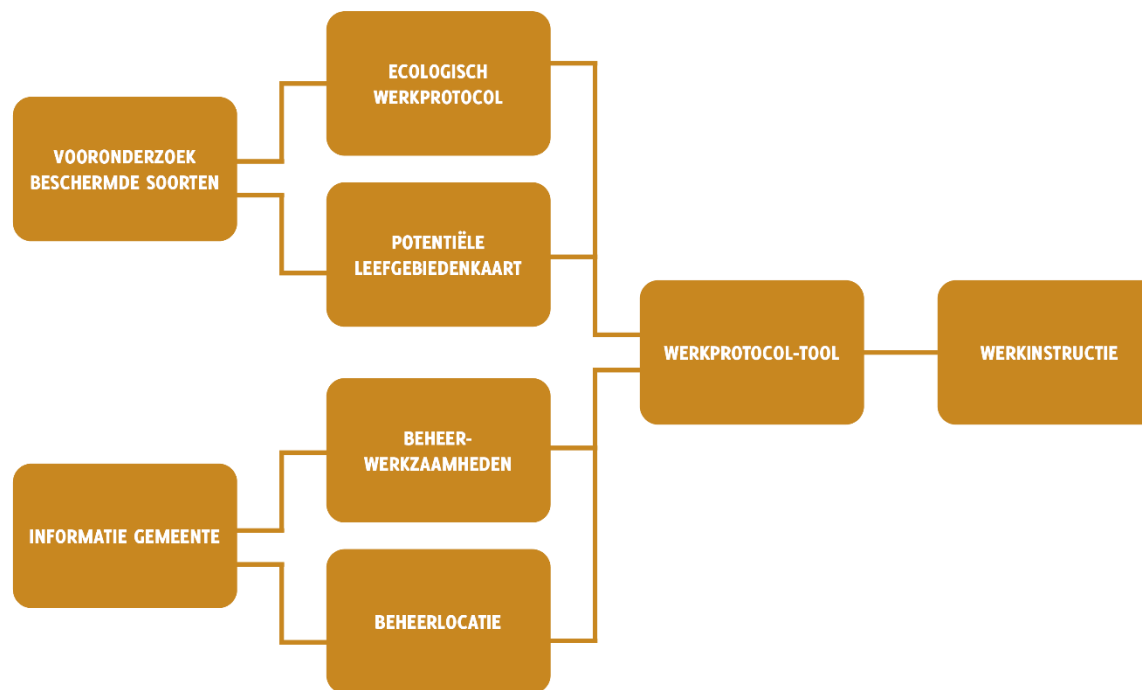 VOORONDERZOEK
BESCHERMDE SOORTEN
ECOLOGISCH
WERKPROTOCOL
POTENTIËLE
LEEFGEBIEDENKAART
INFORMATIE GEMEENTE
BEHEER-
WERKZAAMHEDEN
BEHEERLOCATIE
WERKPROTOCOL-TOOL
WERKINSTRUCTIE